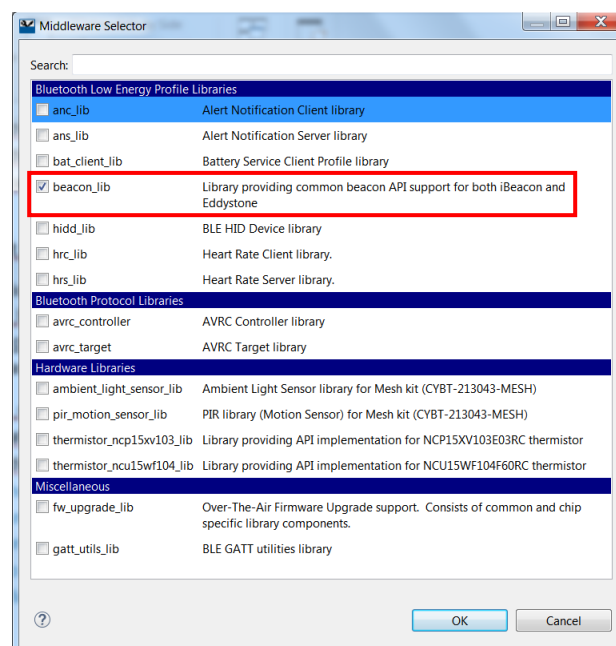 Middleware Selector
Search:
Bluetooth Low Energy Profile Libraries
anc_lib Alert Notification Client library
ans_lib Alert Notification Server library
bat_client_lib Battery Service Client Profile library
beacon_lib Library providing common beacon API support for both iBeacon and
Eddystone
hidd_lib BLE HID Device library
hrc_lib Heart Rate Client library.
hrs_lib Heart Rate Server library.
Bluetooth Protocol Libraries
avrc_controller AVRC Controller library
avrc_target AVRC Target library
Hardware Libraries
ambient_light_sensor_lib Ambient Light Sensor library for Mesh kit (CYBT-213043-MESH)
pir_motion_sensor_lib PIR library (Motion Sensor) for Mesh kit (CYBT-213043-MESH)
thermistor_ncp15xv103_lib Library providing API implementation for NCP15XV103E03RC thermistor
thermistor_ncu15wf104_lib Library providing API implementation for NCU15WF104F60RC thermistor
Miscellaneous
fw_upgrade_lib Over-The-Air Firmware Upgrade support. Consists of common and chip
specific library components.
gatt_utils_lib BLE GATT utilities library
? OK Cancel